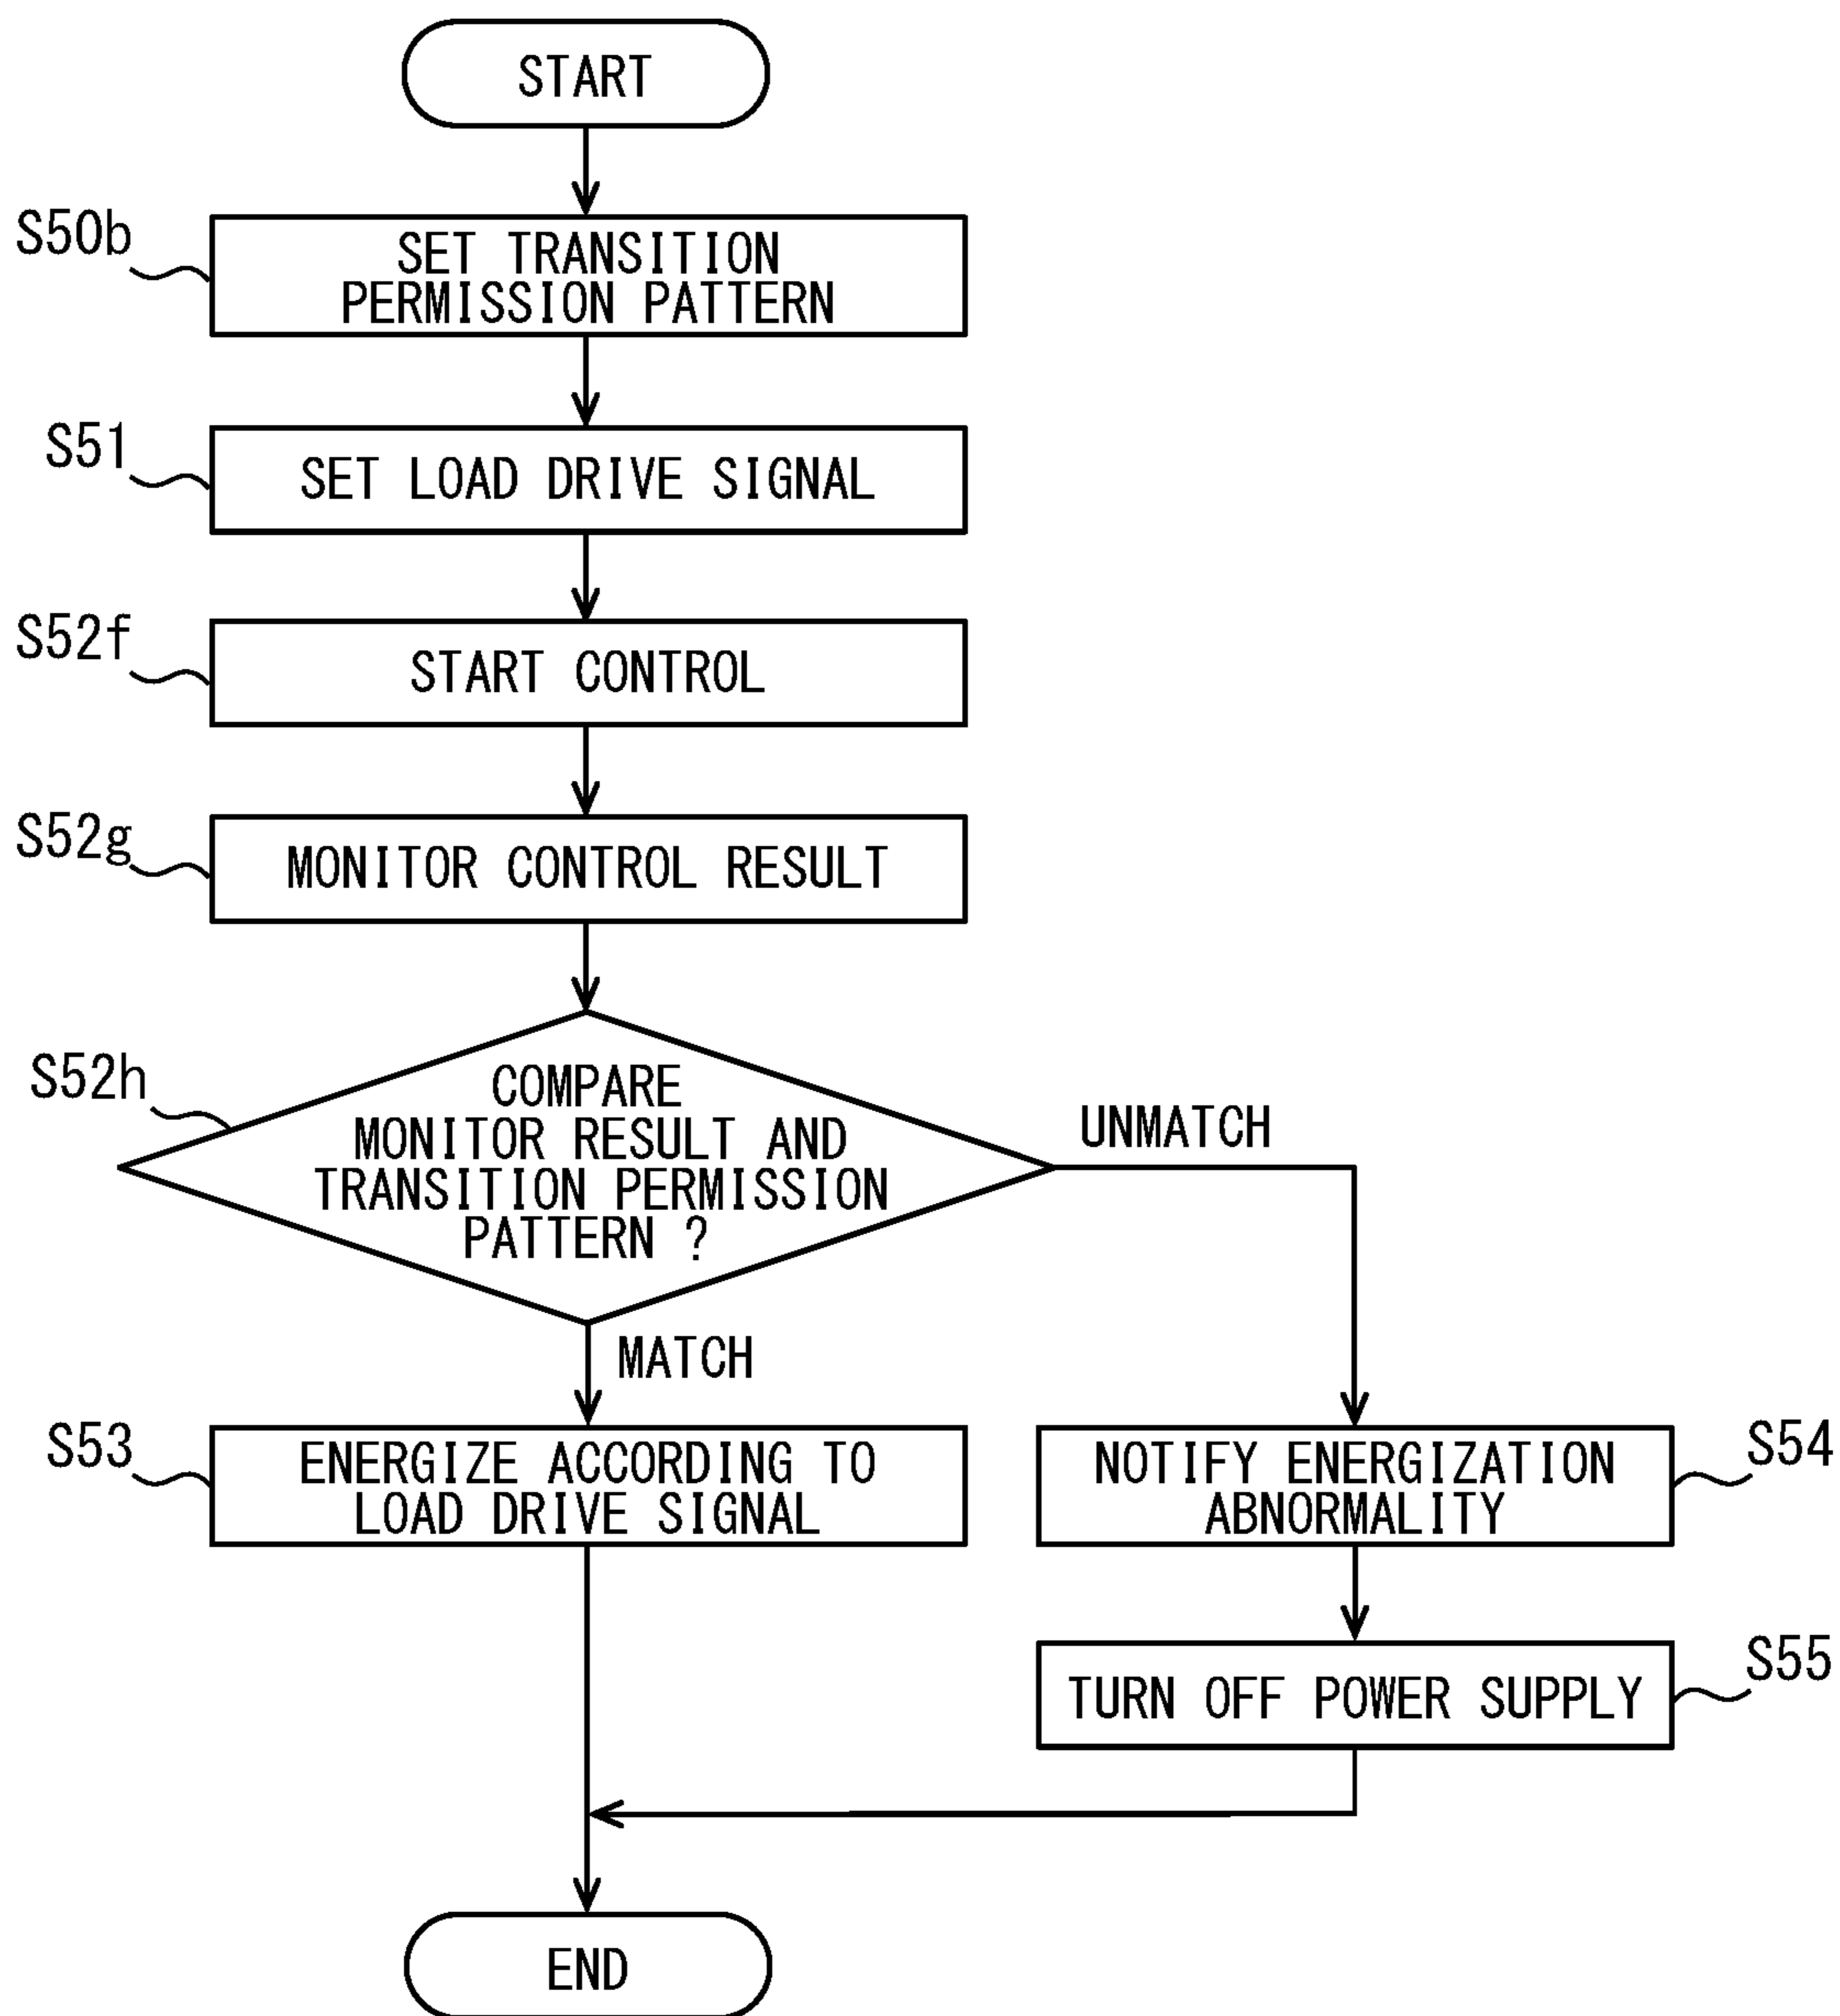 START
S50b
SET TRANSITION
PERMISSION PATTERN
S51
SET LOAD DRIVE SIGNAL
S52f
START CONTROL
S52g
MONITOR CONTROL RESULT
S52h
COMPARE
MONITOR RESULT AND
TRANSITION PERMISSION
PATTERN ?
UNMATCH
MATCH
S53
ENERGIZE ACCORDING TO
LOAD DRIVE SIGNAL
S54
NOTIFY ENERGIZATION
ABNORMALITY
S55
TURN OFF POWER SUPPLY
END